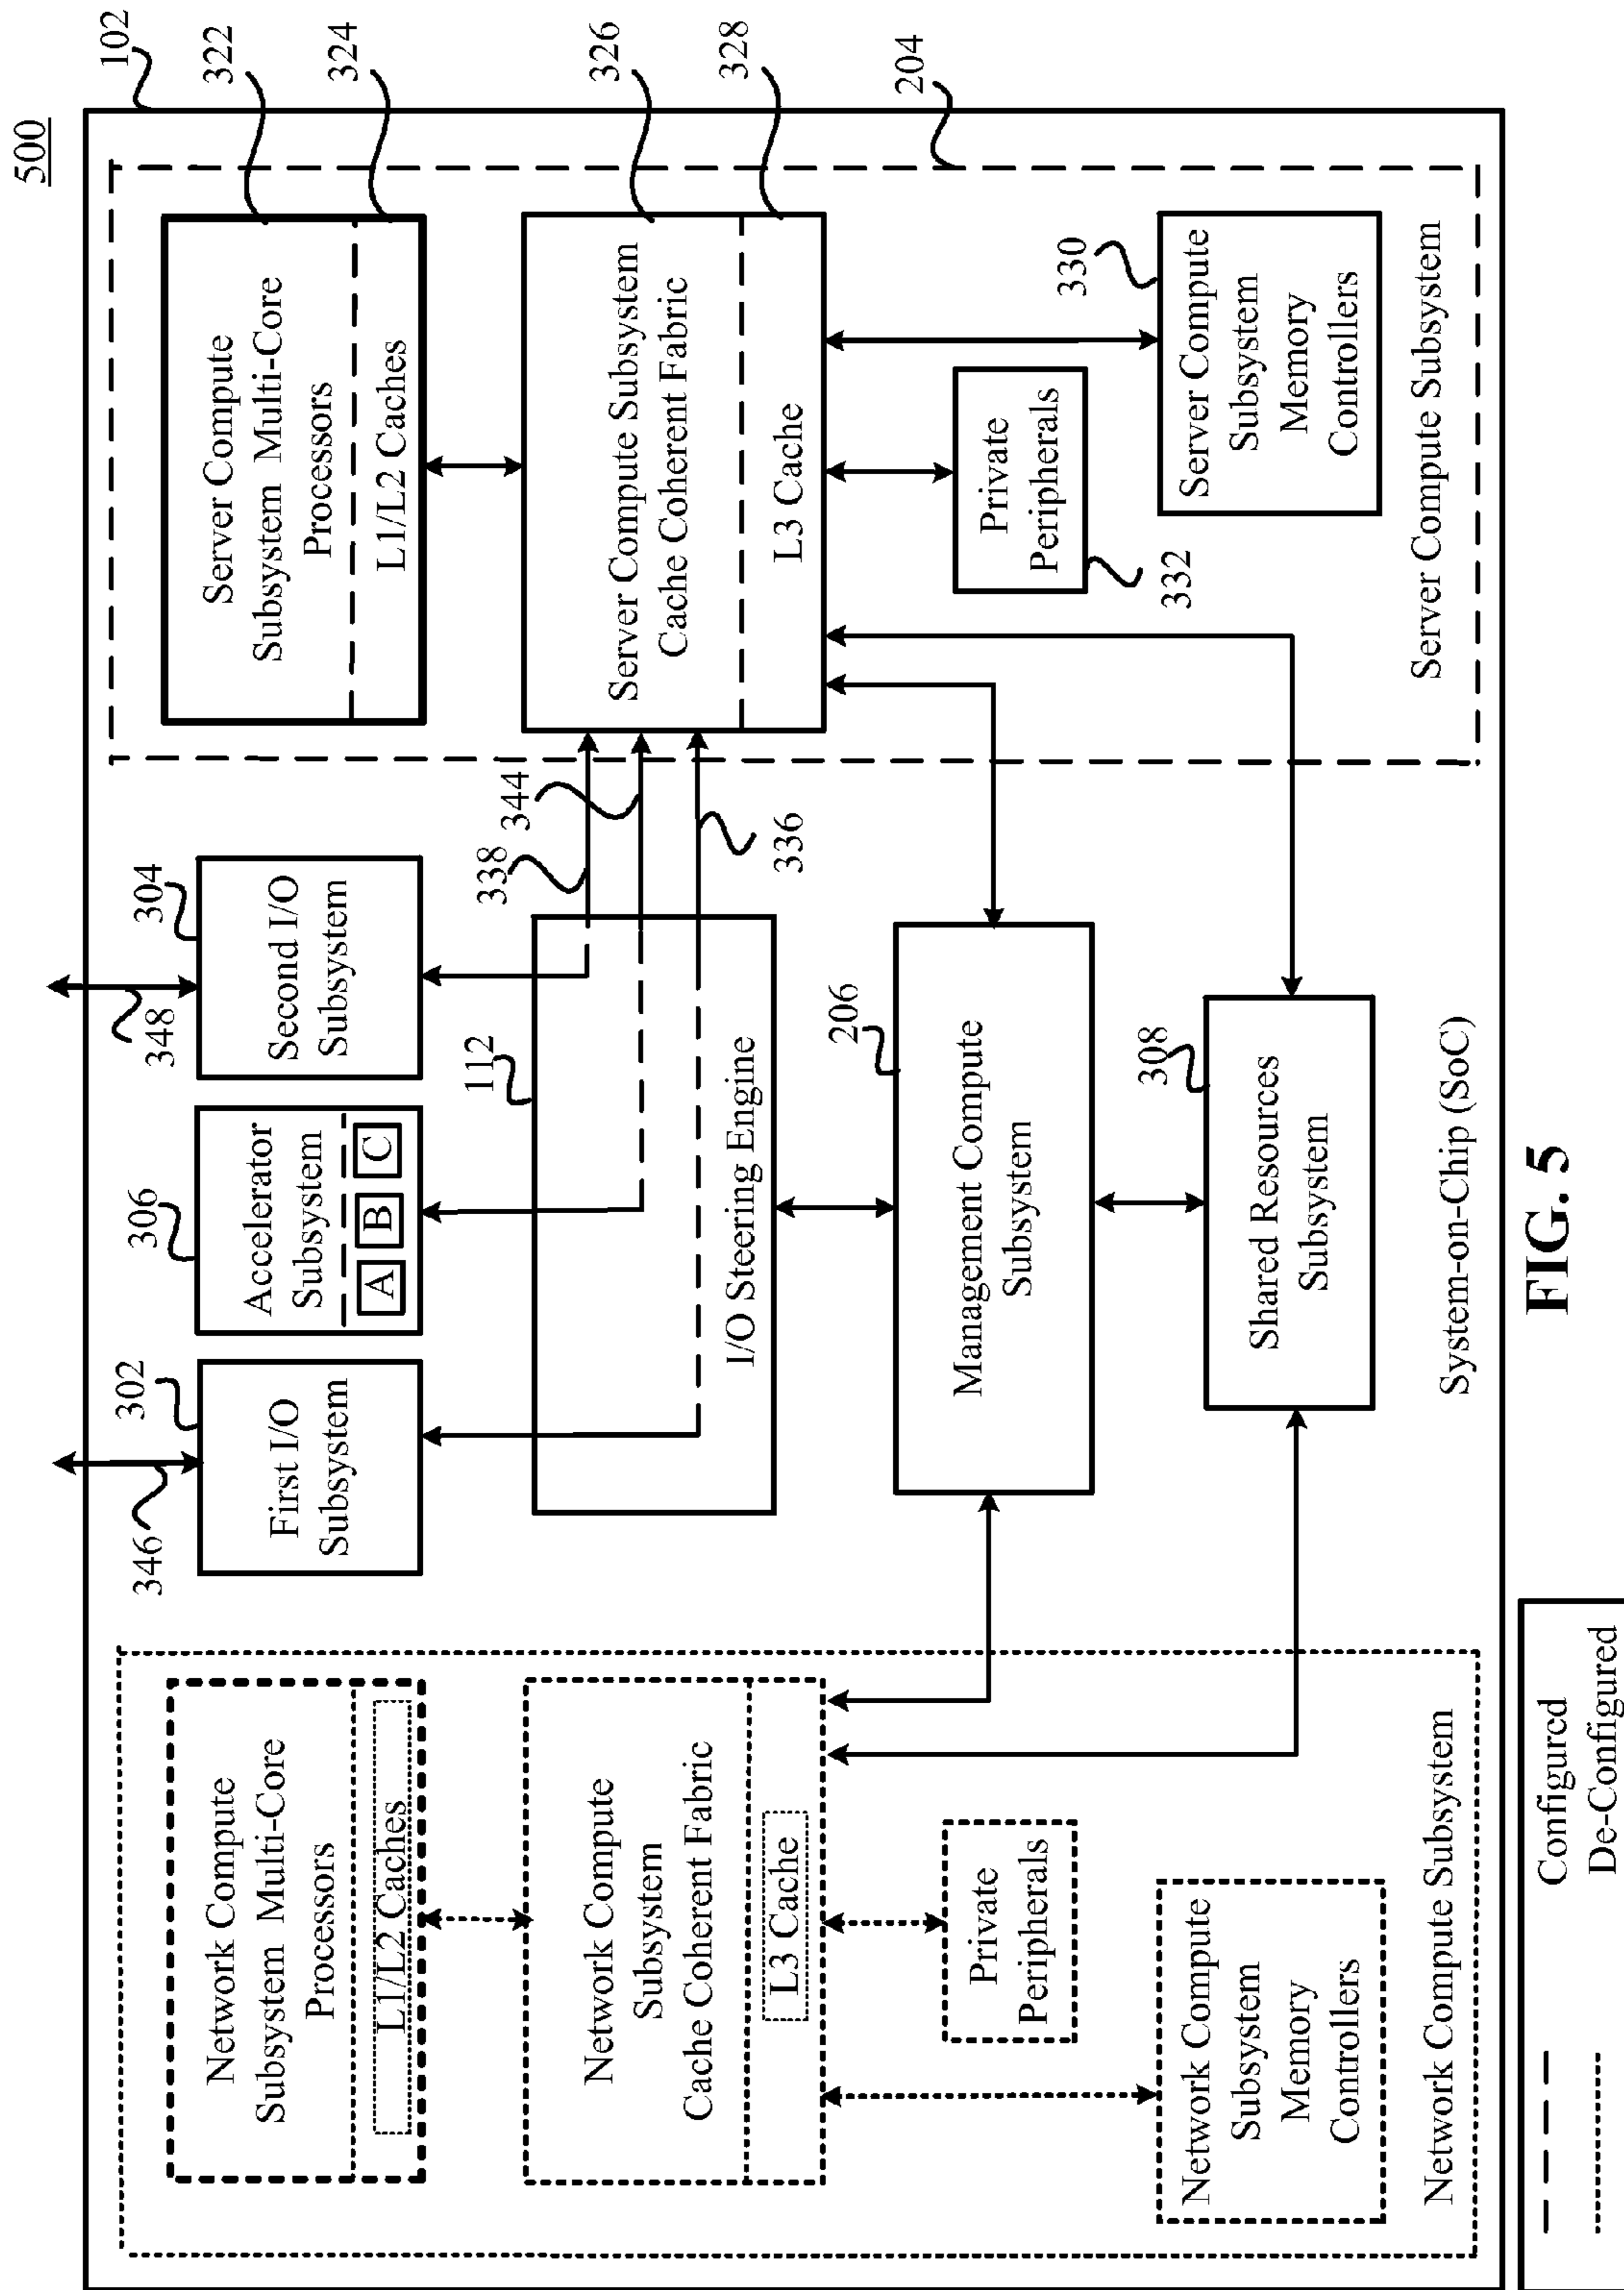 500
102
Network Compute
Subsystem Multi-Core
Processors
L1/L2 Caches
Network Compute
Subsystem
Cache Coherent Fabric
L3 Cache
Private
Peripherals
Network Compute
Subsystem
Memory
Controllers
Network Compute Subsystem
346
302
First I/O
Subsystem
306
Accelerator
Subsystem
A
B
C
348
304
Second I/O
Subsystem
112
I/O Steering Engine
338
344
336
206
Management Compute
Subsystem
308
Shared Resources
Subsystem
System-on-Chip (SoC)
Server Compute
Subsystem Multi-Core
Processors
L1/L2 Caches
322
324
Server Compute Subsystem
Cache Coherent Fabric
L3 Cache
326
328
204
Private
Peripherals
332
330
Server Compute
Subsystem
Memory
Controllers
Server Compute Subsystem
Configured
De-Configured
FIG. 5